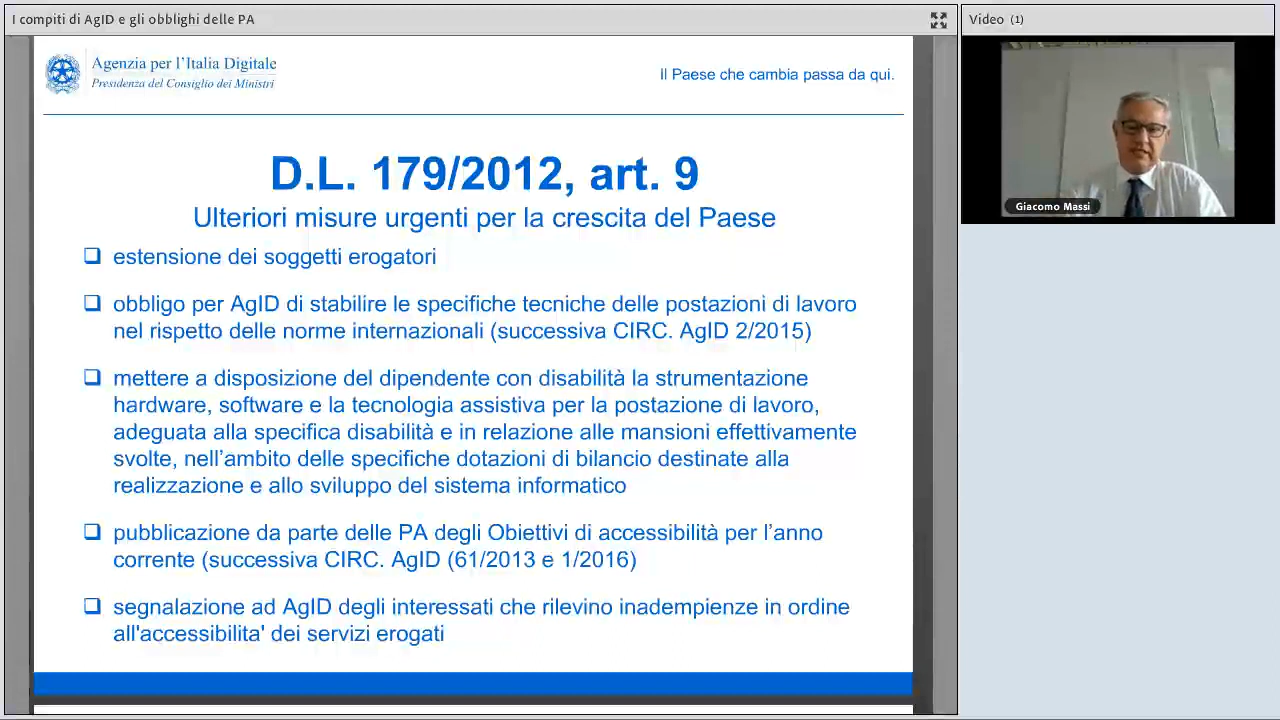 I compiti di AgID e gli obblighi delle PA
Video (1)
Agenzia per l'Italia Digitale
Presidenza del Consiglio dei Ministri
Il Paese che cambia passa da qui.
Giacomo Massi
D.L. 179/2012, art. 9
Ulteriori misure urgenti per la crescita del Paese
❑ estensione dei soggetti erogatori
❑ obbligo per AgID di stabilire le specifiche tecniche delle postazioni di lavoro
nel rispetto delle norme internazionali (successiva CIRC. AgID 2/2015)
❑ mettere a disposizione del dipendente con disabilità la strumentazione
hardware, software e la tecnologia assistiva per la postazione di lavoro,
adeguata alla specifica disabilità e in relazione alle mansioni effettivamente
svolte, nell’ambito delle specifiche dotazioni di bilancio destinate alla
realizzazione e allo sviluppo del sistema informatico
❑ pubblicazione da parte delle PA degli Obiettivi di accessibilità per l’anno
corrente (successiva CIRC. AgID (61/2013 e 1/2016)
❑ segnalazione ad AgID degli interessati che rilevino inadempienze in ordine
all'accessibilita' dei servizi erogati